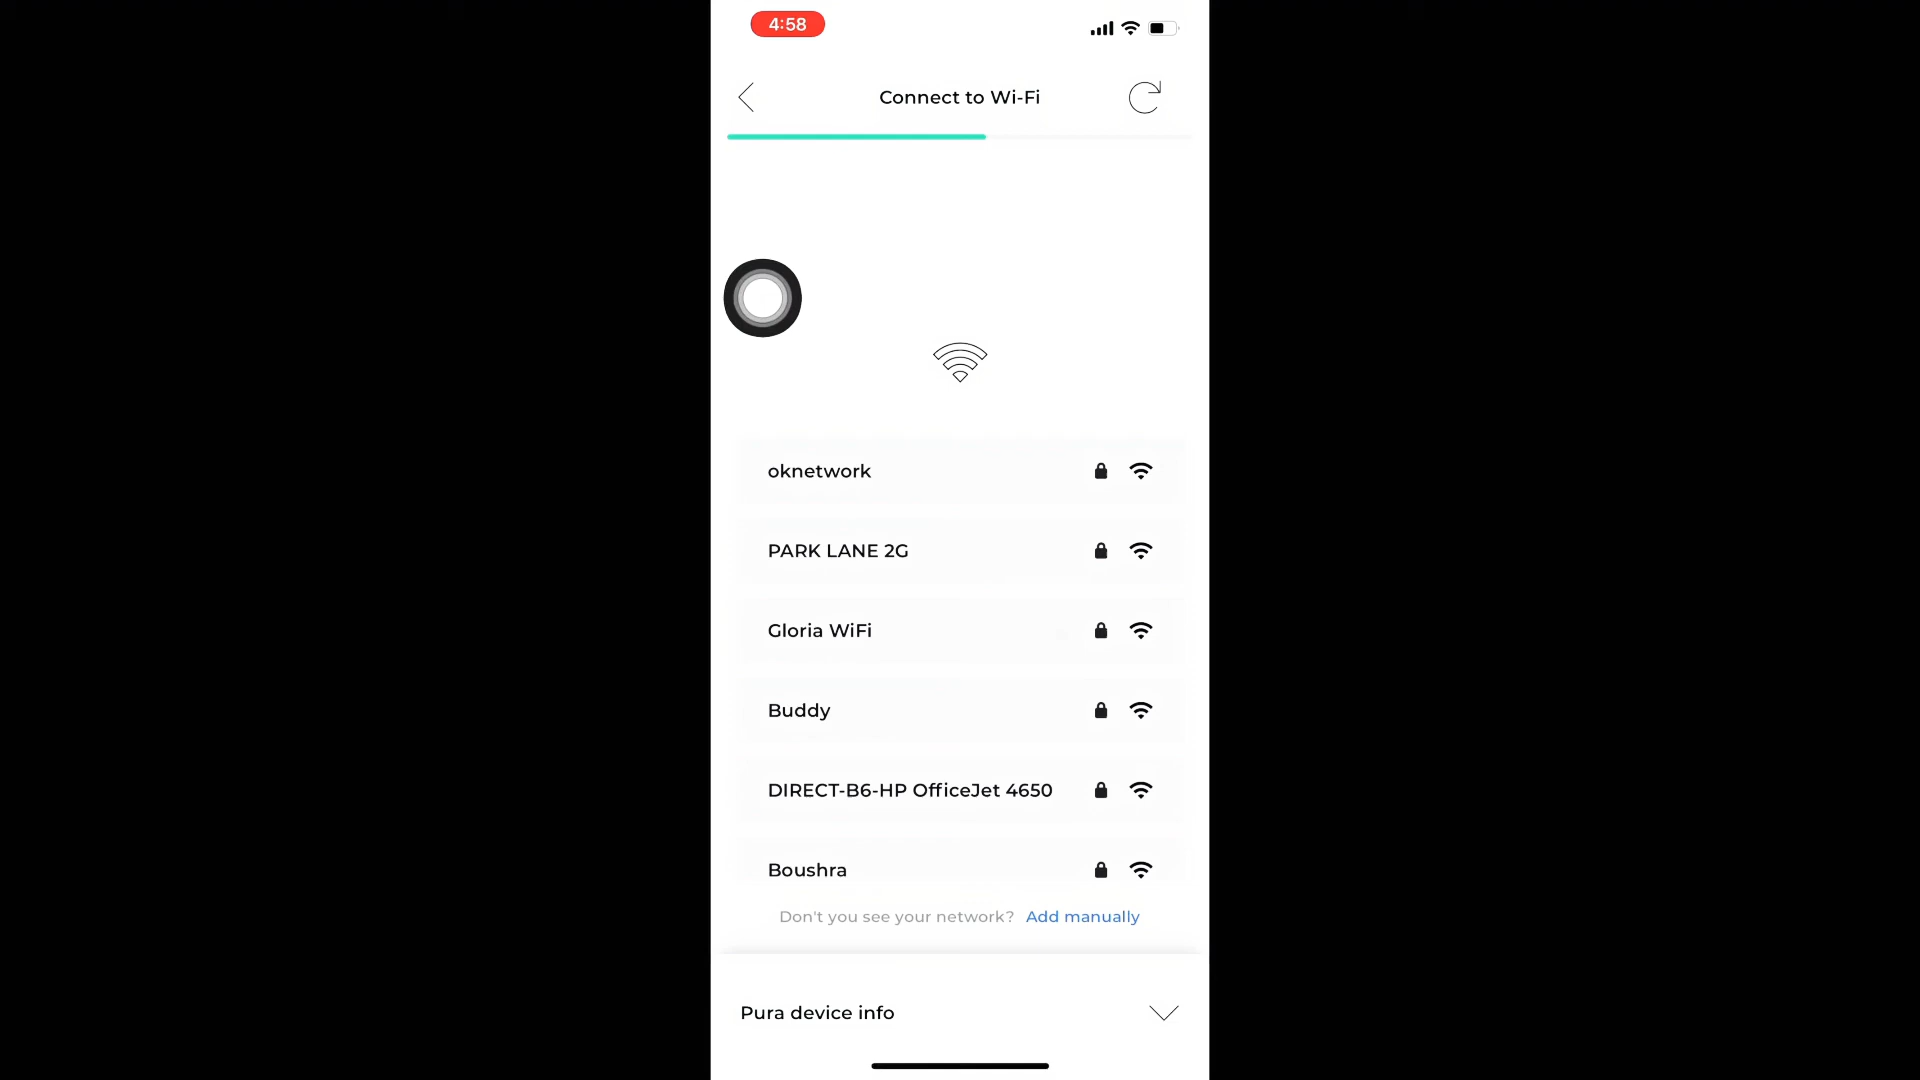 4:58
Connect to Wi-Fi
oknetwork
PARK LANE 2G
Gloria WiFi
Buddy
DIRECT-B6-HP OfficeJet 4650
Boushra
Don't you see your network? Add manually
Pura device info